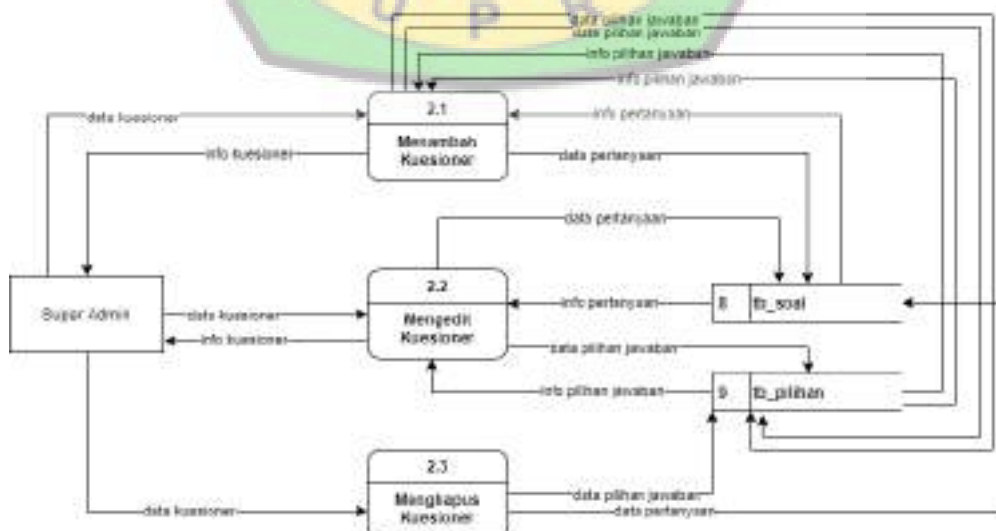 U P R
data pilihan jawaban
data pilihan jawaban
info pilihan jawaban
info pilihan jawaban
2.1
Menambah
Kuesioner
data kuesioner
info pertanyaan
info kuesioner
data pertanyaan
data pertanyaan
2.2
Mengedit
Kuesioner
Super Admin
data kuesioner
info kuesioner
info pertanyaan
8 tb_soal
data pilihan jawaban
info pilihan jawaban
9 tb_pilihan
2.3
Menghapus
Kuesioner
data kuesioner
data pilihan jawaban
data pertanyaan